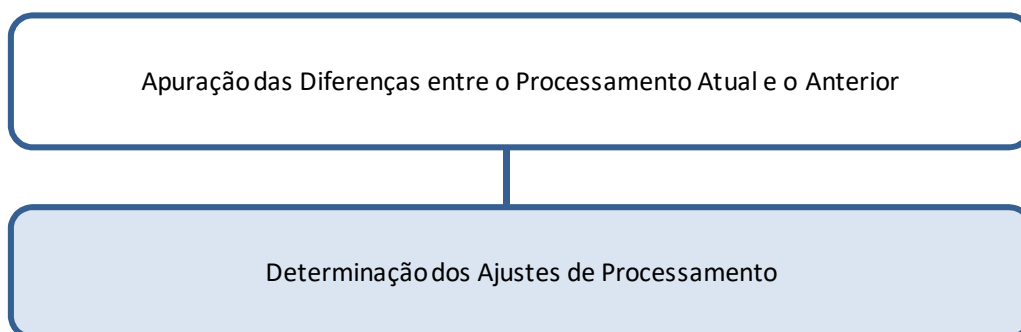 Apuração das Diferenças entre o Processamento Atual e o Anterior
Determinação dos Ajustes de Processamento